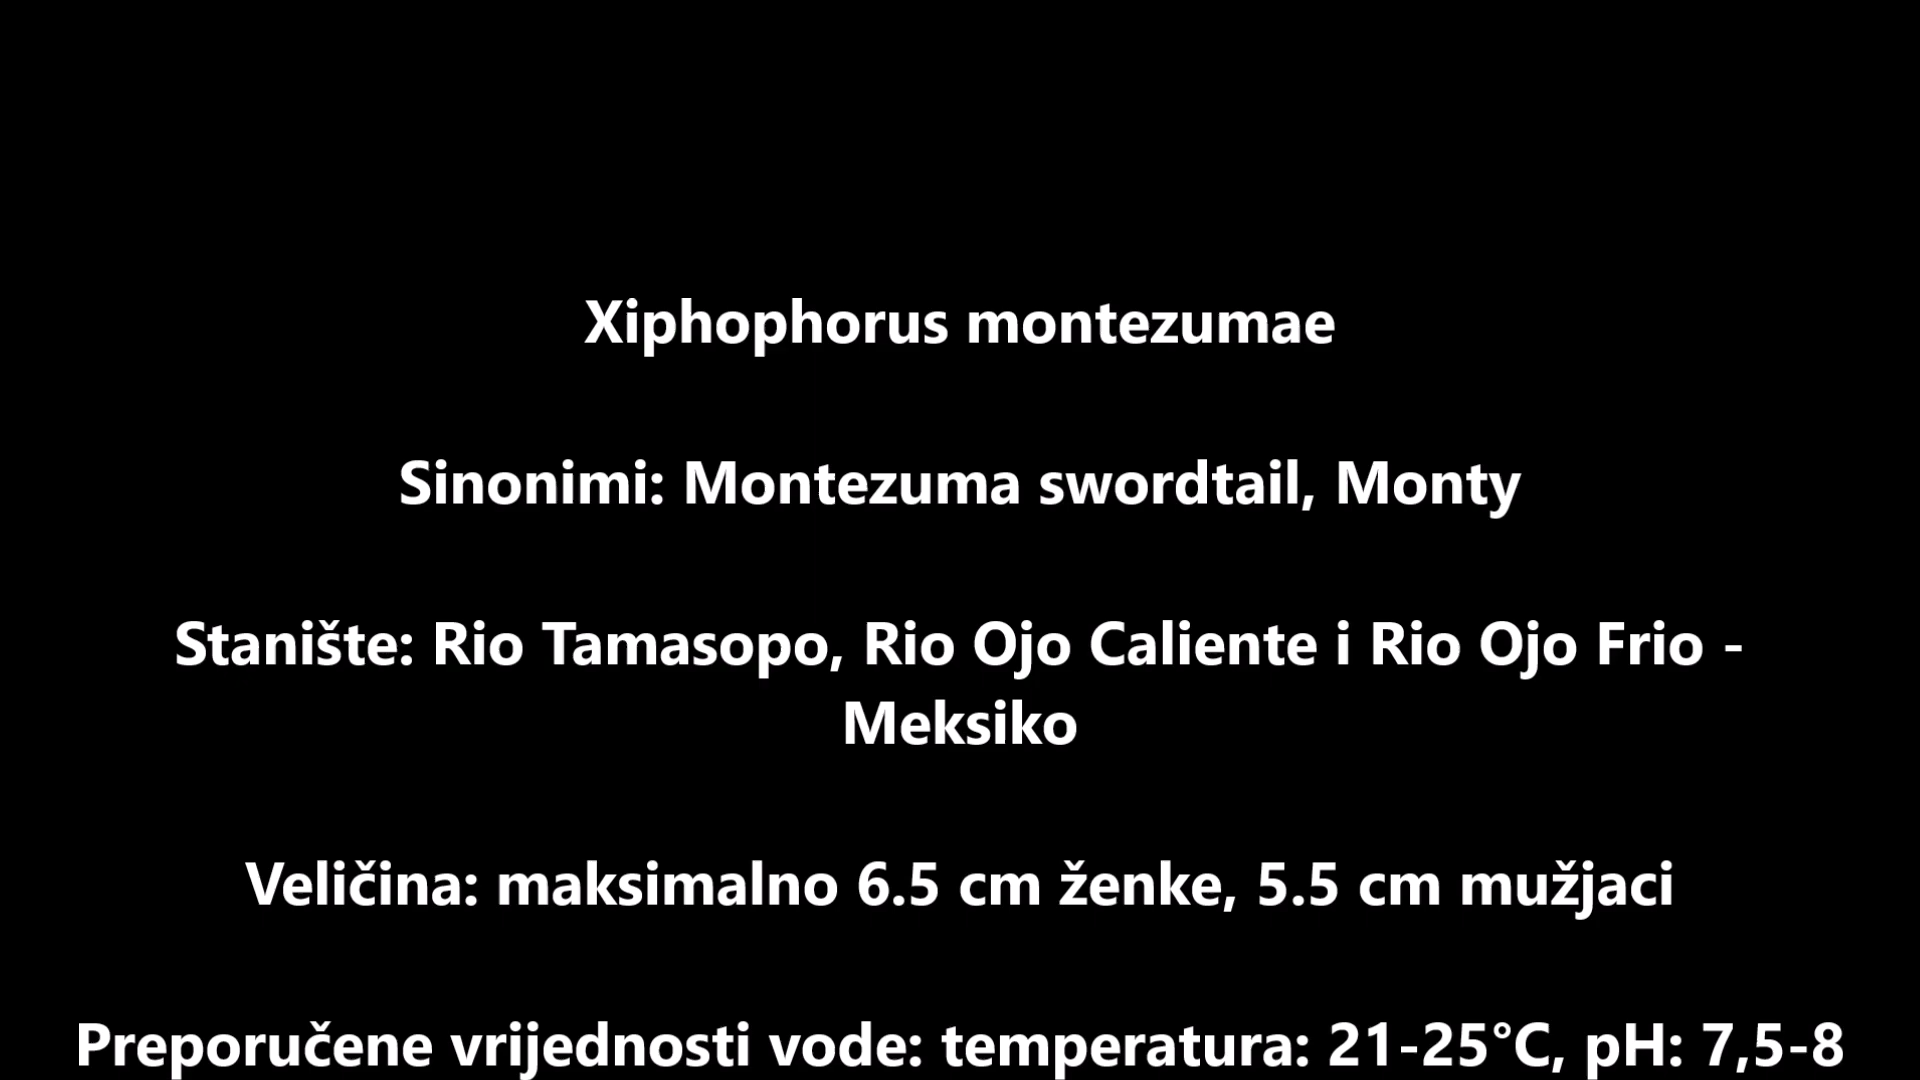 Xiphophorus montezumae
Sinonimi: Montezuma swordtail, Monty
Stanište: Rio Tamasopo, Rio Ojo Caliente i Rio Ojo Frio -
Meksiko
Veličina: maksimalno 6.5 cm ženke, 5.5 cm mužjaci
Preporučene vrijednosti vode: temperatura: 21-25°C, pH: 7,5-8